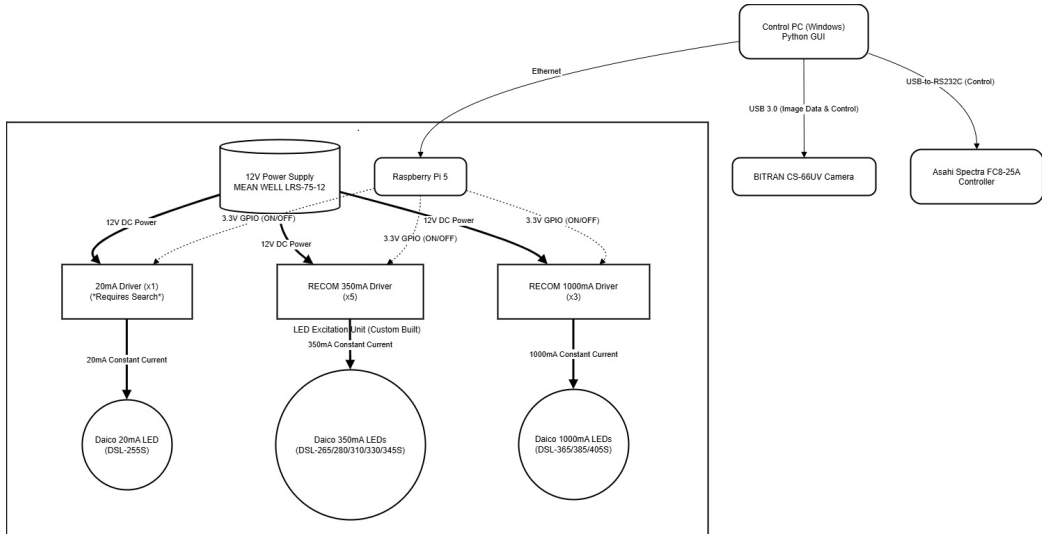 Control PC (Windows)
Python GUI
Ethernet
USB-to-RS232C (Control)
USB 3.0 (Image Data & Control)
12V Power Supply
MEAN WELL LRS-75-12
Raspberry Pi 5
BITRAN CS-66UV Camera
Asahi Spectra FC8-25A
Controller
12V DC Power
3.3V GPIO (ON/OFF)
12V DC Power
3.3V GPIO (ON/OFF)
12V DC Power
3.3V GPIO (ON/OFF)
20mA Driver (x1)
(*Requires Search*)
RECOM 350mA Driver
(x5)
RECOM 1000mA Driver
(x3)
LED Excitation Unit (Custom Built)
20mA Constant Current
350mA Constant Current
1000mA Constant Current
Daico 20mA LED
(DSL-255S)
Daico 350mA LEDs
(DSL-265/280/310/330/345S)
Daico 1000mA LEDs
(DSL-365/385/405S)